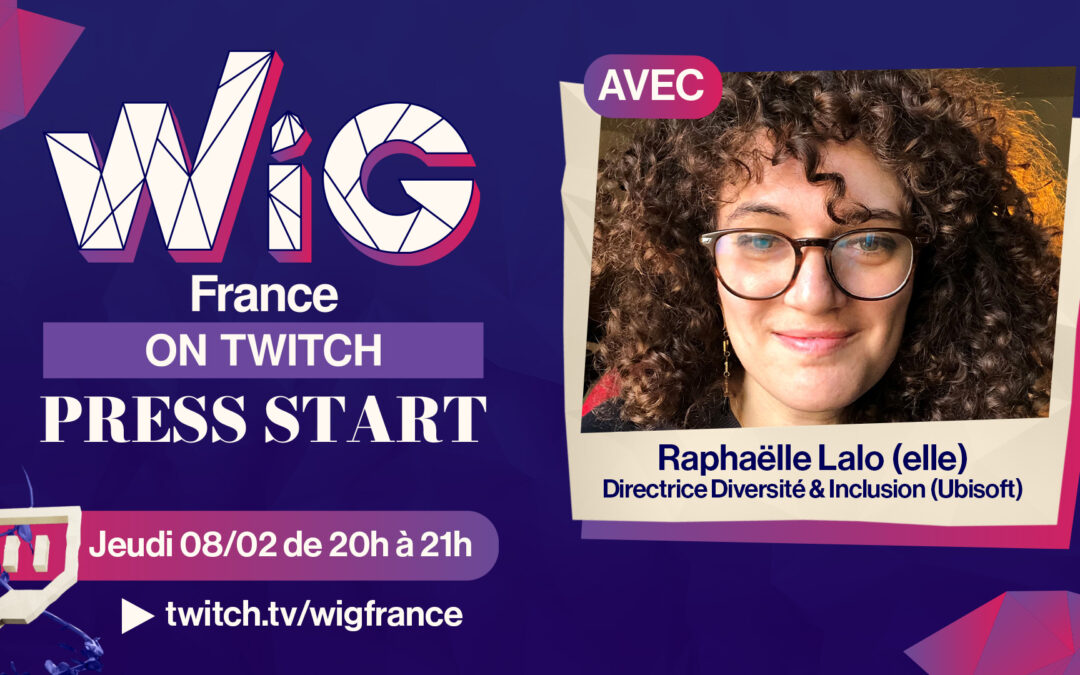 WiG
France
ON TWITCH
PRESS START
Jeudi 08/02 de 20h à 21h
twitch.tv/wigfrance
AVEC
Raphaëlle Lalo (elle)
Directrice Diversité & Inclusion (Ubisoft)